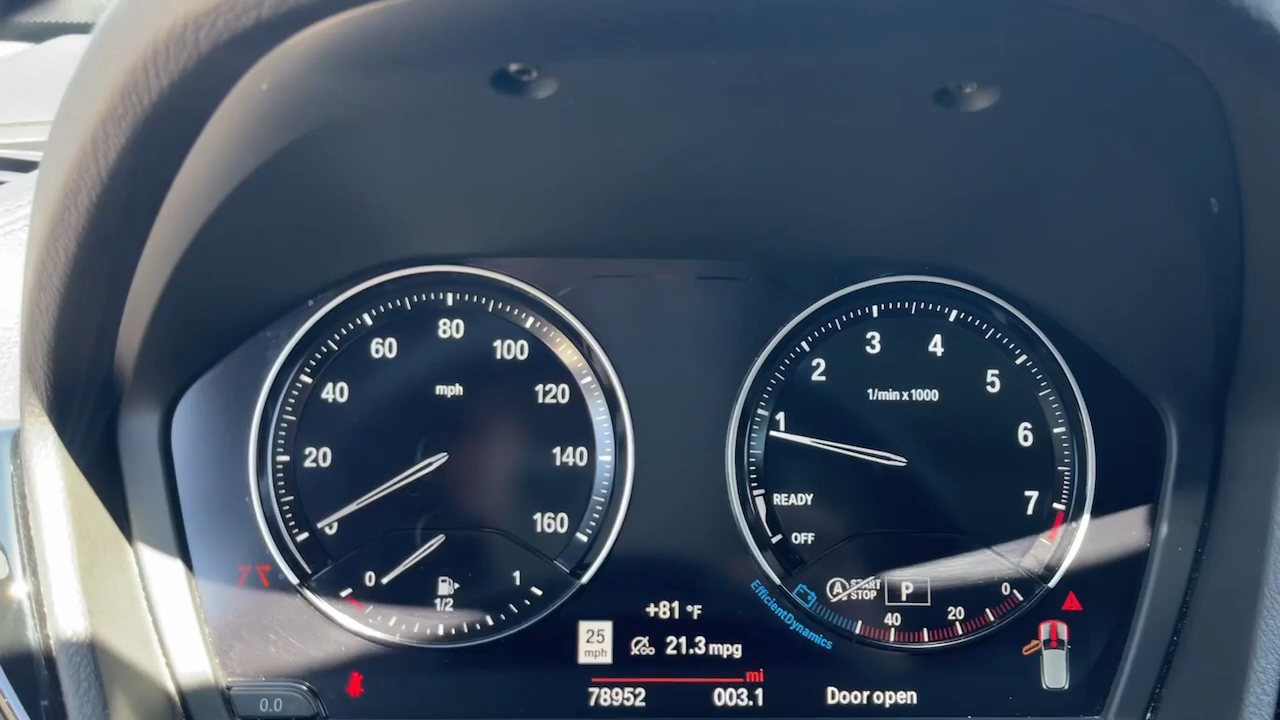 80
60
100
40
mph
120
20
140
0
160
0
1
1/2
3
4
2
5
1/min x 1000
1
6
READY
7
OFF
A START
STOP
P
0
20
40
EfficientDynamics
+81 °F
25
mph
21.3 mpg
mi
78952
003.1
Door open
0.0